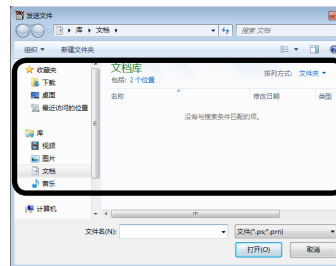 发送文件
库 ▸ 文档 ▸
搜索 文档
组织 ▼ 新建文件夹
收藏夹
下载
桌面
最近访问的位置
库
视频
图片
文档
音乐
计算机
文档库
包括: 2 个位置
排列方式: 文件夹 ▼
名称 修改日期 类型
没有与搜索条件匹配的项。
文件名(N):
文件(*.ps;*.prn)
打开(O) 取消